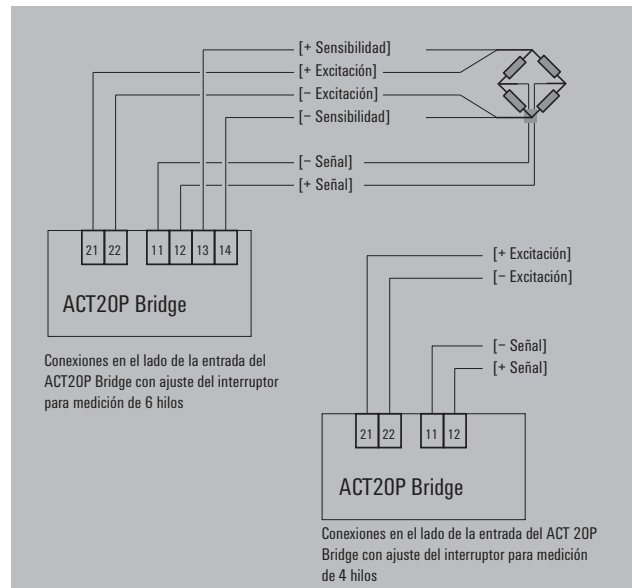 [+ Sensibilidad]
[+ Excitación]
[− Excitación]
[− Sensibilidad]
[− Señal]
[+ Señal]
21 22 11 12 13 14
ACT20P Bridge
Conexiones en el lado de la entrada del
ACT20P Bridge con ajuste del interruptor
para medición de 6 hilos
[+ Excitación]
[− Excitación]
[− Señal]
[+ Señal]
21 22 11 12
ACT20P Bridge
Conexiones en el lado de la entrada del ACT 20P
Bridge con ajuste del interruptor para medición
de 4 hilos